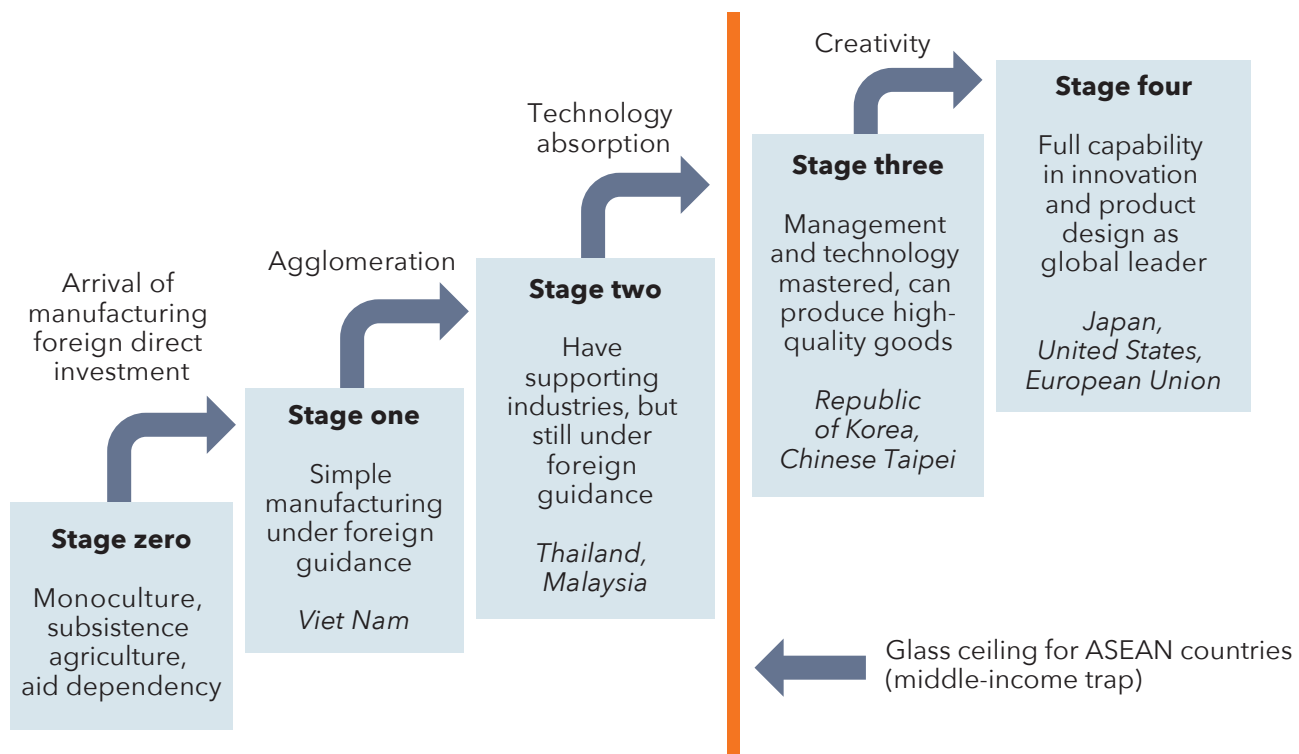 Arrival of
manufacturing
foreign direct
investment
Stage zero
Monoculture,
subsistence
agriculture,
aid dependency
Agglomeration
Stage one
Simple
manufacturing
under foreign
guidance
Viet Nam
Technology
absorption
Stage two
Have
supporting
industries, but
still under
foreign
guidance
Thailand,
Malaysia
Creativity
Stage three
Management
and technology
mastered, can
produce high-
quality goods
Republic
of Korea,
Chinese Taipei
Stage four
Full capability
in innovation
and product
design as
global leader
Japan,
United States,
European Union
Glass ceiling for ASEAN countries
(middle-income trap)